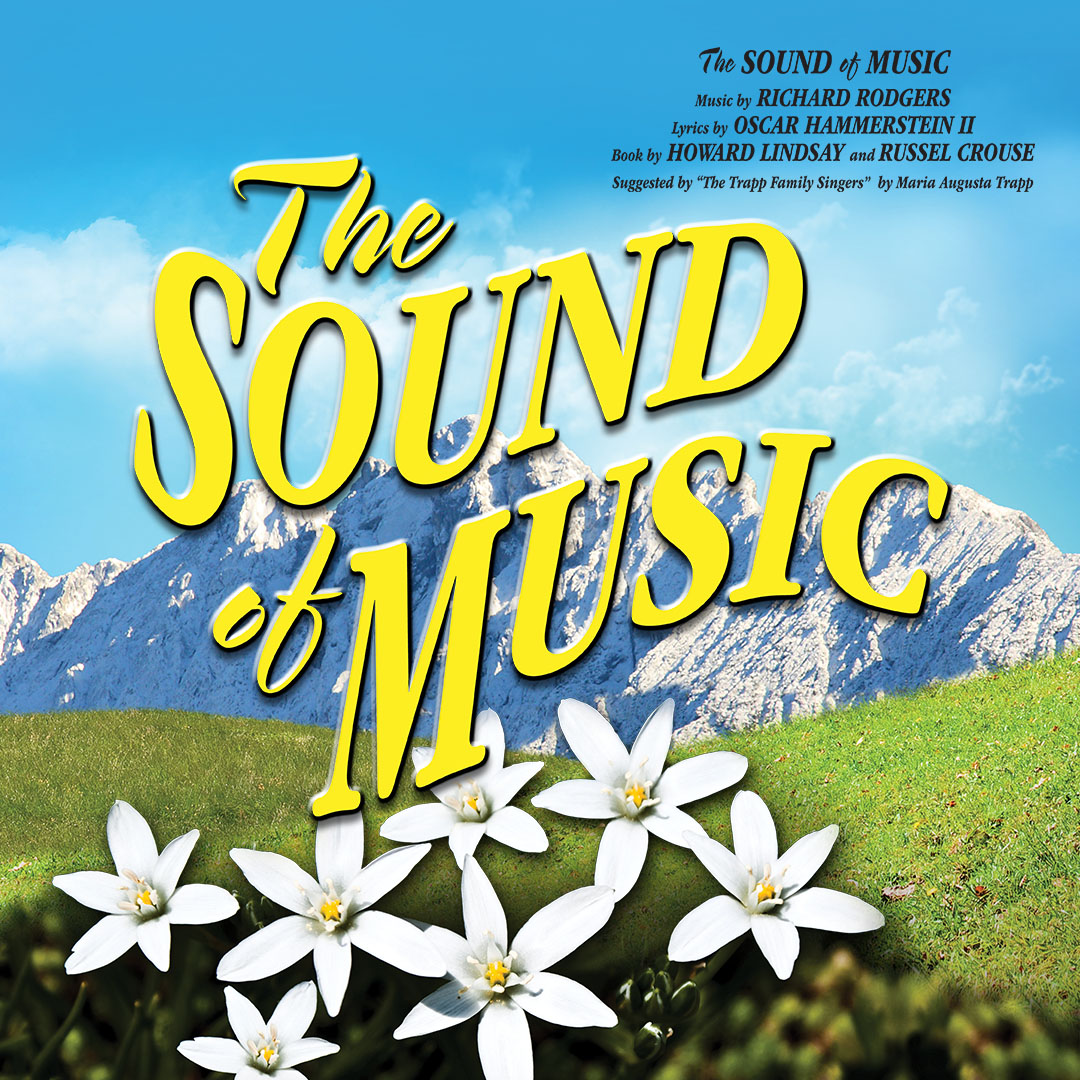 The SOUND of MUSIC
Music by RICHARD RODGERS
Lyrics by OSCAR HAMMERSTEIN II
Book by HOWARD LINDSAY and RUSSEL CROUSE
Suggested by "The Trapp Family Singers" by Maria Augusta Trapp
The
SOUND
of MUSIC